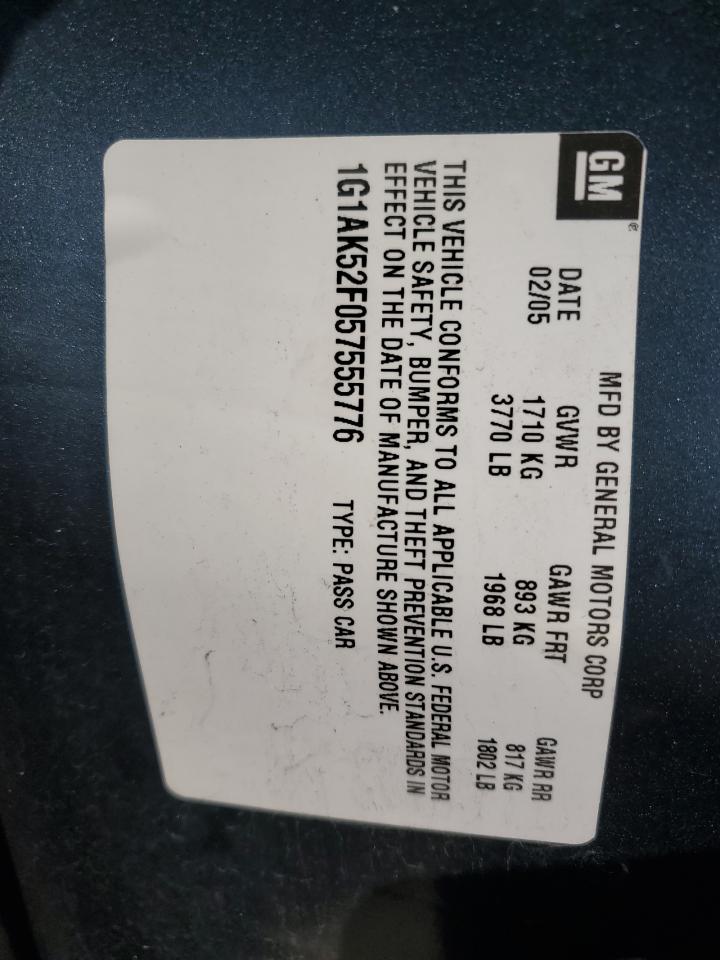 GM®
MFD BY GENERAL MOTORS CORP
DATE GVWR GAWR FRT GAWR RR
02/05 1710 KG 893 KG 817 KG
3770 LB 1968 LB 1802 LB
THIS VEHICLE CONFORMS TO ALL APPLICABLE U.S. FEDERAL MOTOR
VEHICLE SAFETY, BUMPER, AND THEFT PREVENTION STANDARDS IN
EFFECT ON THE DATE OF MANUFACTURE SHOWN ABOVE.
1G1AK52F057555776 TYPE: PASS CAR